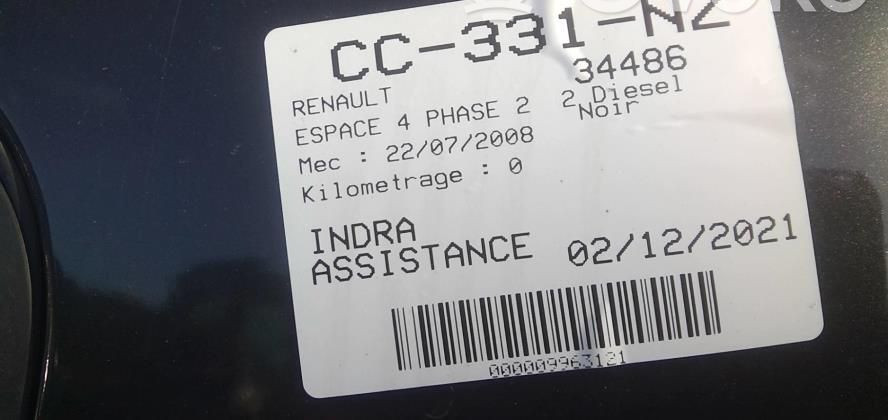 CC-331-NZ
34486
RENAULT
ESPACE 4 PHASE 2 2 Diesel
Noir
Mec : 22/07/2008
Kilometrage : 0
INDRA
ASSISTANCE 02/12/2021
000009963121